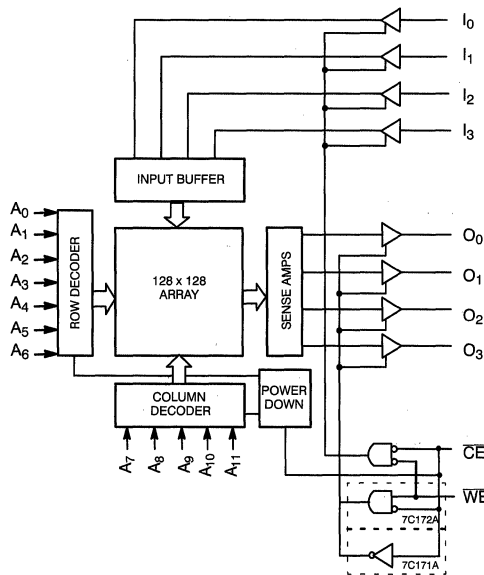 I0
I1
I2
I3
INPUT BUFFER
A0
A1
A2
A3
A4
A5
A6
ROW DECODER
128 x 128
ARRAY
SENSE AMPS
O0
O1
O2
O3
COLUMN
DECODER
POWER
DOWN
A7
A8
A9
A10
A11
CE
WE
7C172A
7C171A